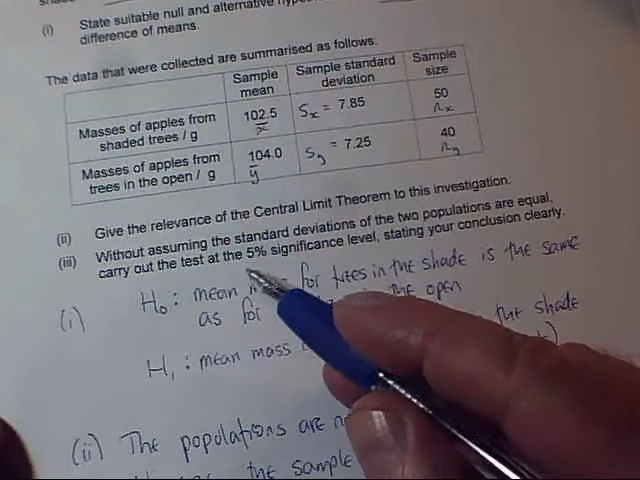 (i) State suitable null and alternative
difference of means.
The data that were collected are summarised as follows:
Sample mean Sample standard deviation Sample size
Masses of apples from shaded trees / g 102.5 x̄ Sx = 7.85 50 nx
Masses of apples from trees in the open / g 104.0 ȳ Sy = 7.25 40 ny
(ii) Give the relevance of the Central Limit Theorem to this investigation.
(iii) Without assuming the standard deviations of the two populations are equal,
carry out the test at the 5% significance level, stating your conclusion clearly.
(i) H₀: mean for trees in the shade is the same
as for the open
H₁: mean mass the shade
(ii) The populations are
the sample